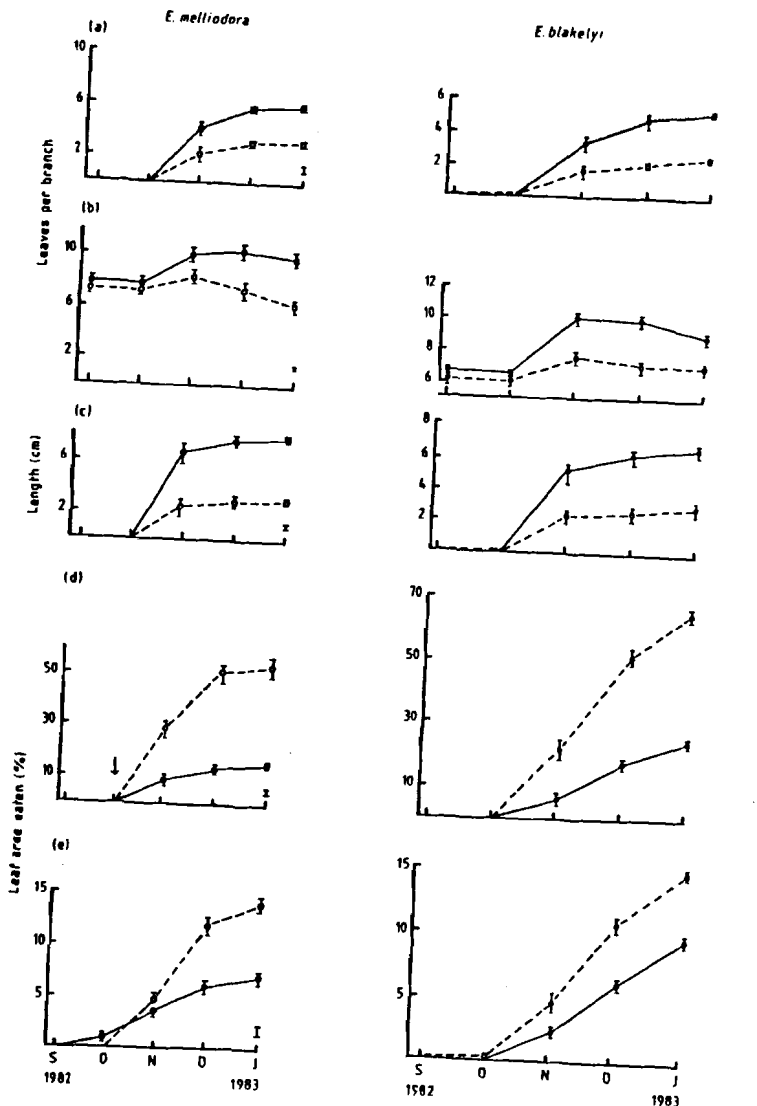 E. melliodora
E. blakelyi
(a)
10
6
2
6
4
2
Leaves per branch
(b)
10
6
2
12
10
8
6
(c)
6
2
8
6
4
2
Length (cm)
(d)
50
30
10
70
50
30
10
Leaf area eaten (%)
(e)
15
10
5
15
10
5
S O N D J
1982 1983
S O N D J
1982 1983